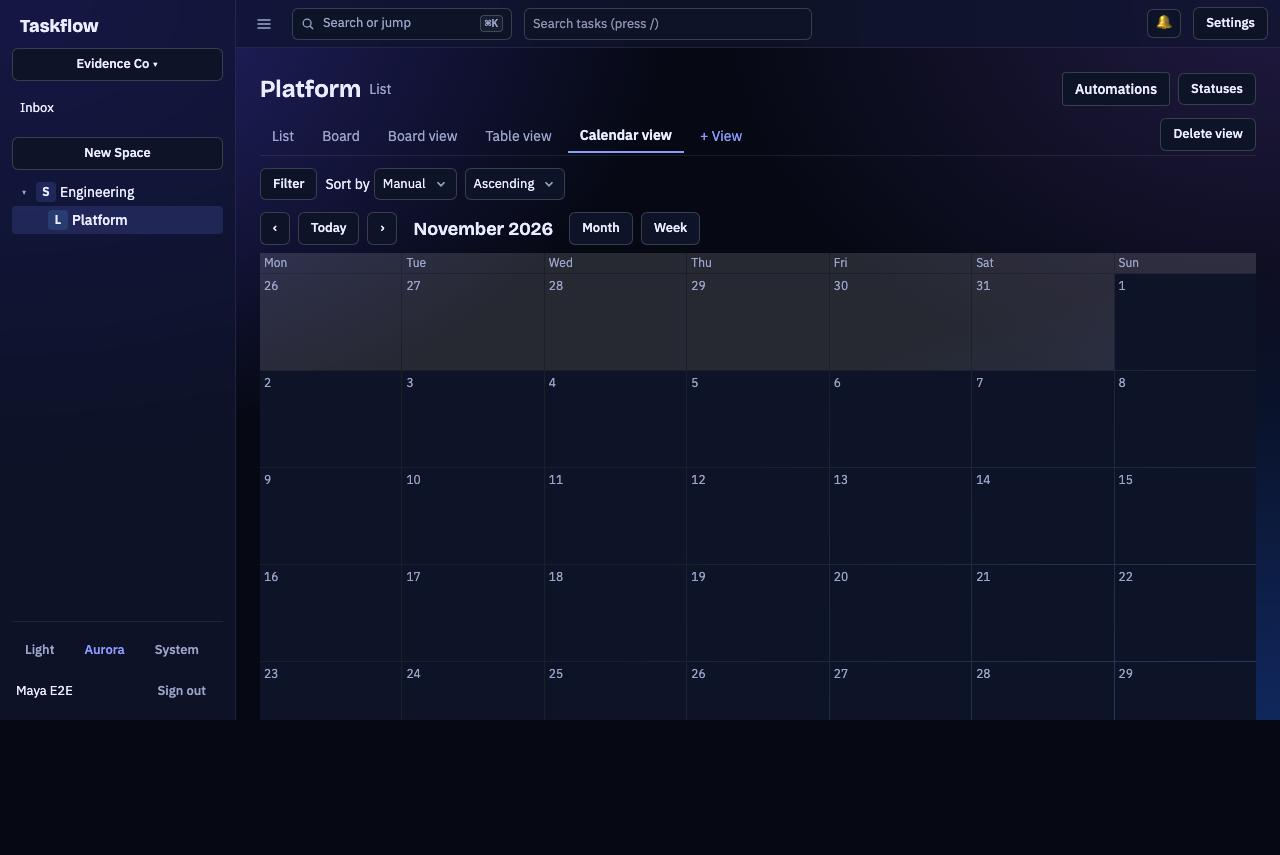 Taskflow
Evidence Co ▾
Inbox
New Space
▾ S Engineering
L Platform
Light Aurora System
Maya E2E Sign out
Search or jump ⌘K
Search tasks (press /)
🔔 Settings
Platform List
Automations Statuses
List Board Board view Table view Calendar view + View
Delete view
Filter Sort by Manual Ascending
‹ Today › November 2026 Month Week
Mon Tue Wed Thu Fri Sat Sun
26 27 28 29 30 31 1
2 3 4 5 6 7 8
9 10 11 12 13 14 15
16 17 18 19 20 21 22
23 24 25 26 27 28 29